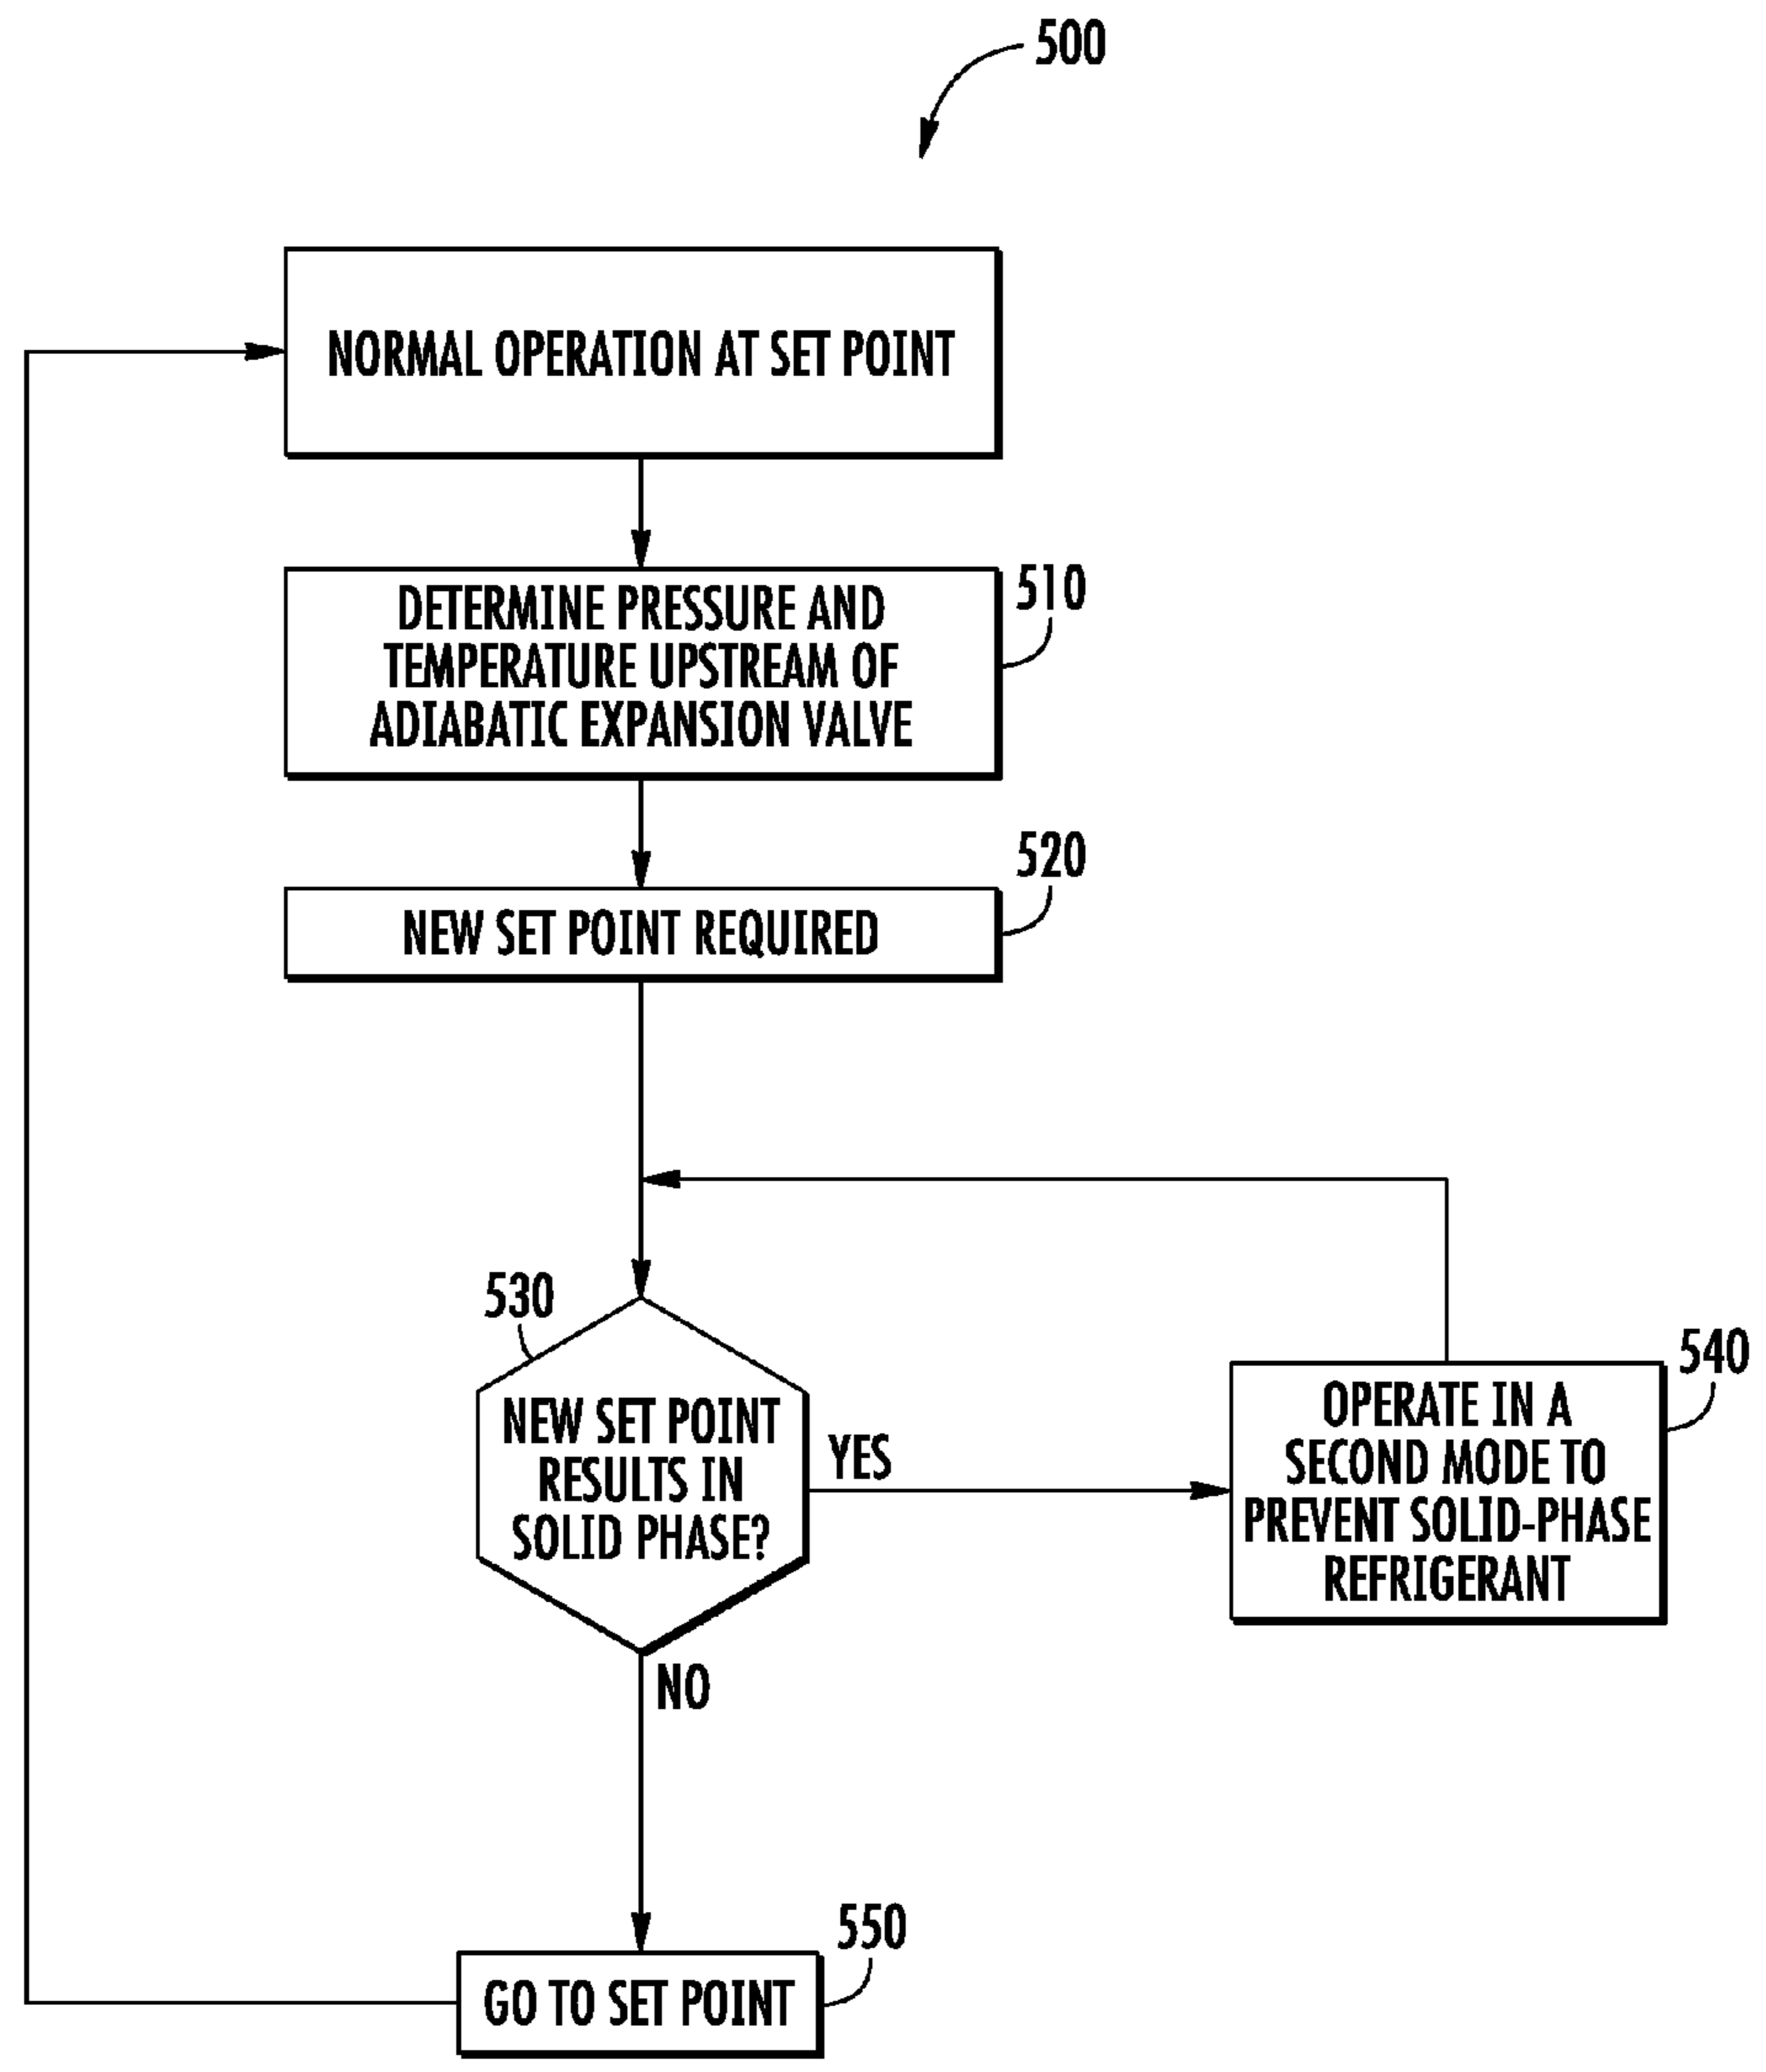 500
NORMAL OPERATION AT SET POINT
510
DETERMINE PRESSURE AND
TEMPERATURE UPSTREAM OF
ADIABATIC EXPANSION VALVE
520
NEW SET POINT REQUIRED
530
NEW SET POINT
RESULTS IN
SOLID PHASE?
YES
540
OPERATE IN A
SECOND MODE TO
PREVENT SOLID-PHASE
REFRIGERANT
NO
550
GO TO SET POINT